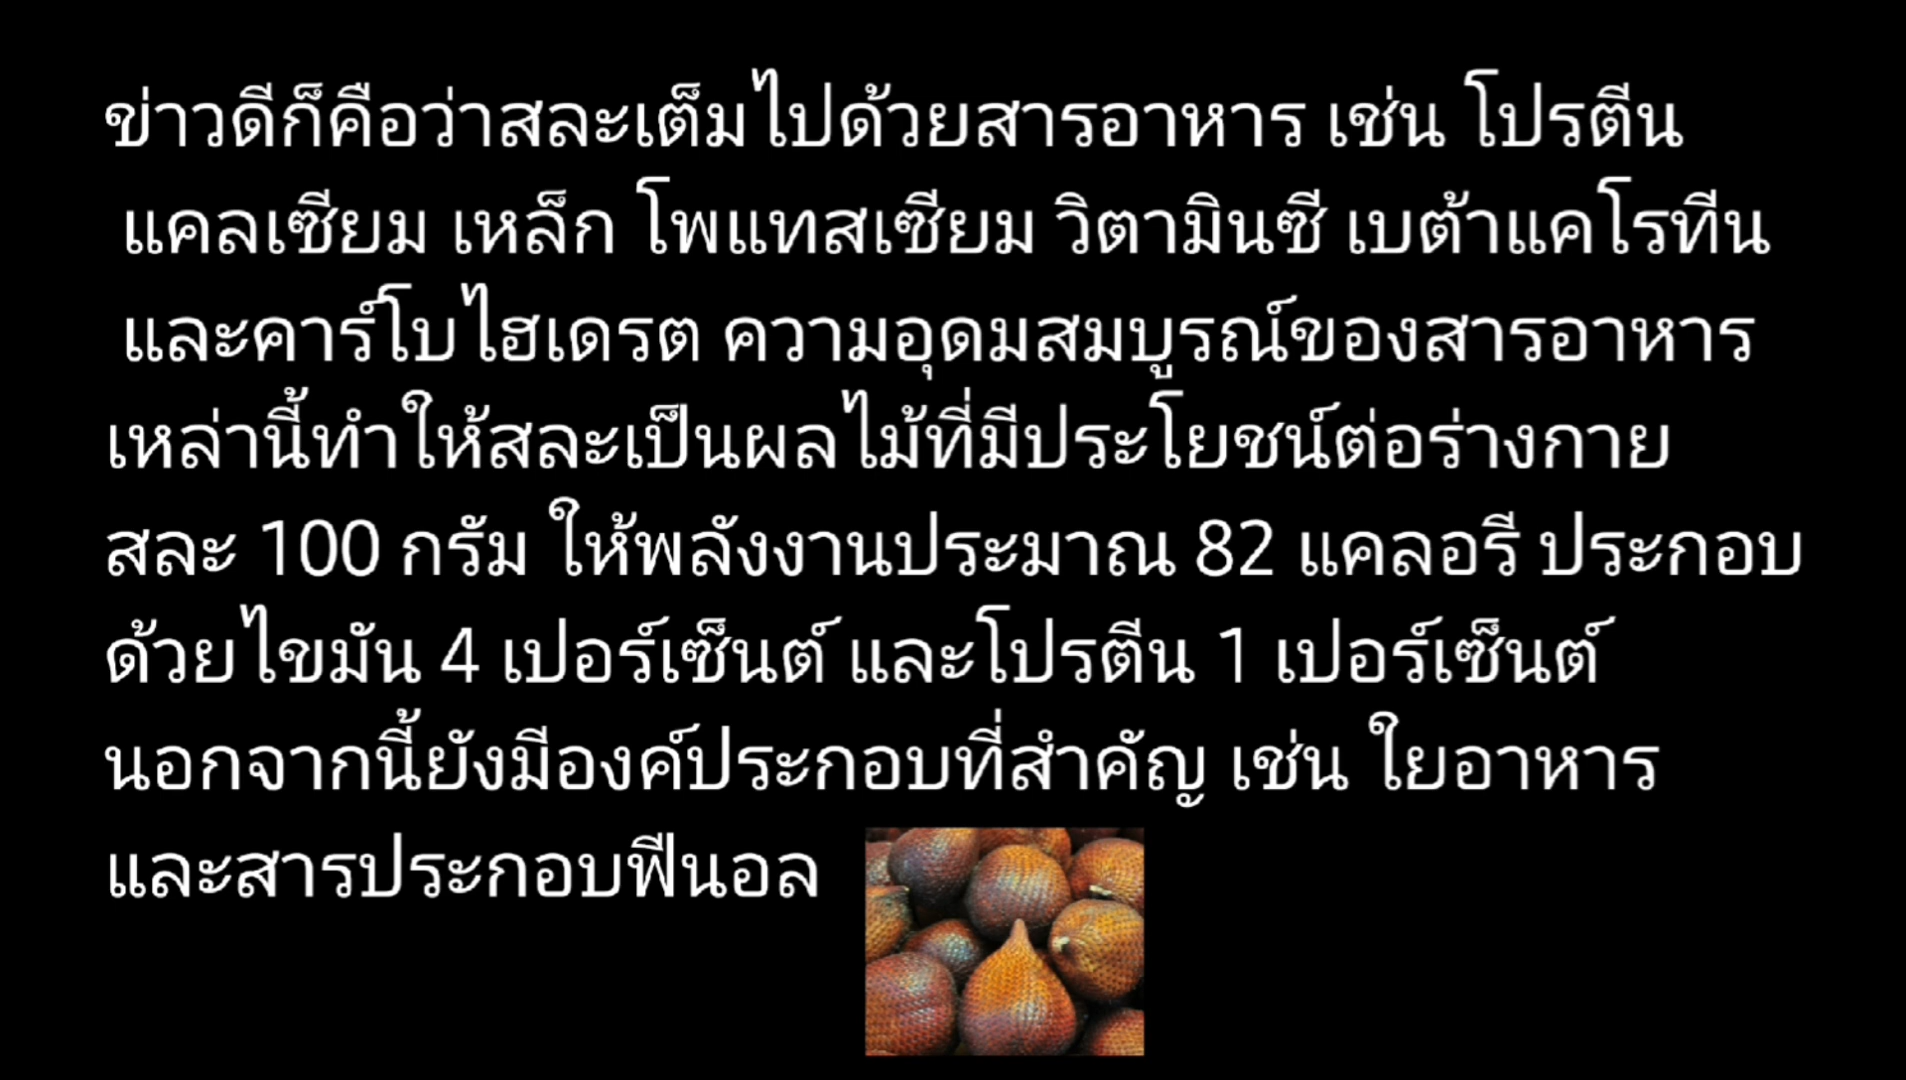 ข่าวดีก็คือว่าสละเต็มไปด้วยสารอาหาร เช่น โปรตีน
แคลเซียม เหล็ก โพแทสเซียม วิตามินซี เบต้าแคโรทีน
และคาร์โบไฮเดรต ความอุดมสมบูรณ์ของสารอาหาร
เหล่านี้ทำให้สละเป็นผลไม้ที่มีประโยชน์ต่อร่างกาย
สละ 100 กรัม ให้พลังงานประมาณ 82 แคลอรี ประกอบ
ด้วยไขมัน 4 เปอร์เซ็นต์ และโปรตีน 1 เปอร์เซ็นต์
นอกจากนี้ยังมีองค์ประกอบที่สำคัญ เช่น ใยอาหาร
และสารประกอบฟีนอล